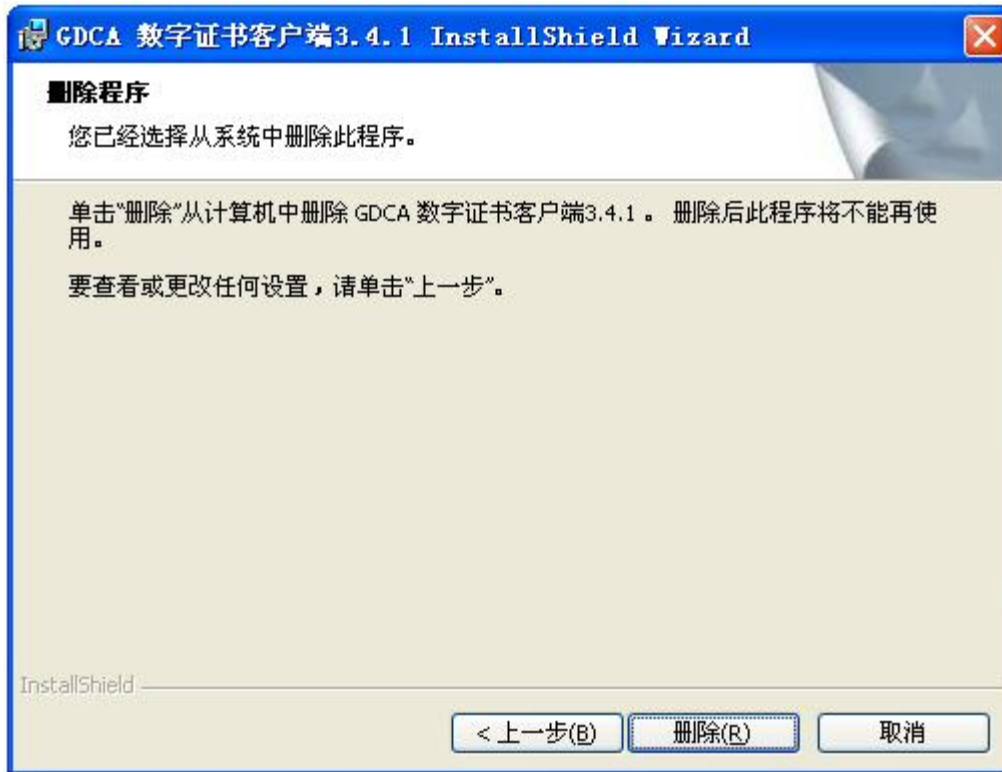 GDCA 数字证书客户端3.4.1 InstallShield Wizard
删除程序
您已经选择从系统中删除此程序。
单击“删除”从计算机中删除 GDCA 数字证书客户端3.4.1 。 删除后此程序将不能再使
用。
要查看或更改任何设置，请单击“上一步”。
InstallShield
< 上一步(B) 删除(R) 取消